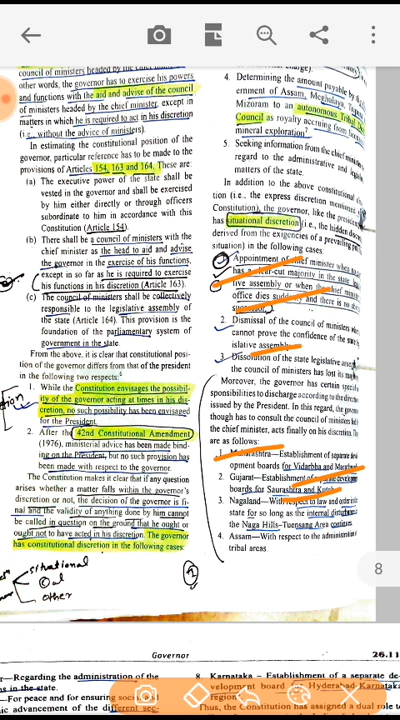 council of ministers headed by the chief minister
other words, the governor has to exercise his powers
and functions with the aid and advise of the council
of ministers headed by the chief minister, except in
matters in which he is required to act in his discretion
(i.e., without the advice of ministers).
In estimating the constitutional position of the
governor, particular reference has to be made to the
provisions of Articles 154, 163 and 164. These are:
(a) The executive power of the state shall be
vested in the governor and shall be exercised
by him either directly or through officers
subordinate to him in accordance with this
Constitution (Article 154).
(b) There shall be a council of ministers with the
chief minister as the head to aid and advise
the governor in the exercise of his functions,
except in so far as he is required to exercise
his functions in his discretion (Article 163).
(c) The council of ministers shall be collectively
responsible to the legislative assembly of
the state (Article 164). This provision is the
foundation of the parliamentary system of
government in the state.
From the above, it is clear that constitutional posi-
tion of the governor differs from that of the president
in the following two respects:
1. While the Constitution envisages the possibil-
ity of the governor acting at times in his dis-
cretion, no such possibility has been envisaged
for the President.
2. After the 42nd Constitutional Amendment
(1976), ministerial advice has been made bind-
ing on the President, but no such provision has
been made with respect to the governor.
The Constitution makes it clear that if any question
arises whether a matter falls within the governor's
discretion or not, the decision of the governor is fi-
nal and the validity of anything done by him cannot
be called in question on the ground that he ought or
ought not to have acted in his discretion. The governor
has constitutional discretion in the following cases:
situational
other
4. Determining the amount payable by the
ernment of Assam, Meghalaya,
Mizoram to an autonomous Tribal
Council as royalty accruing from
mineral exploration
5. Seeking information from the chief minister
regard to the administrative and
matters of the state.
In addition to the above constitutional
tion (i.e., the express discretion mentioned
Constitution), the governor, like the president
has situational discretion (i.e., the hidden
derived from the exigencies of a prevailing
situation) in the following cases:
Appointment of chief minister when no
has a clear-cut majority in the state
tive assembly or when the chief minister
office dies suddenly and there is no
successor
2. Dismissal of the council of ministers when
cannot prove the confidence of the state
islative assembly
3. Dissolution of the state legislative
the council of ministers has lost its
Moreover, the governor has certain
sponsibilities to discharge according to the
issued by the President. In this regard, the
though has to consult the council of ministers
the chief minister, acts finally on his discretion. They
are as follows:
1. Maharashtra—Establishment of separate
opment boards for Vidarbha and
2. Gujarat—Establishment of separate
boards for Saurashtra and Kutch
3. Nagaland—With respect to law and order in
state for so long as the internal
the Naga Hills-Tuensang Area continues
4. Assam—With respect to the administration of
tribal areas.
8
Governor
26.11
—Regarding the administration of the
—For peace and for ensuring
advancement of the different sec-
8. Karnataka – Establishment of a separate de-
velopment board for Hyderabad-Karnataka
region
Thus, the Constitution has assigned a dual role to